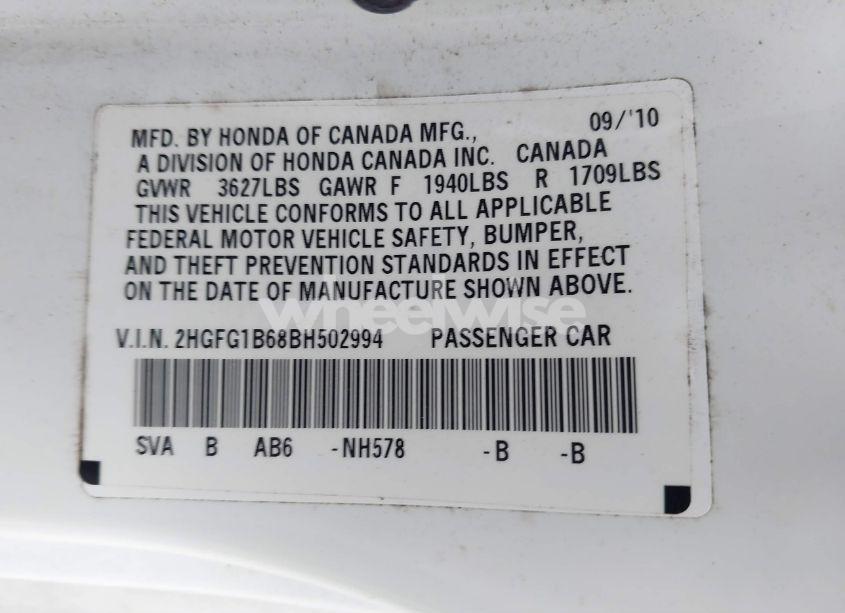 09/'10
MFD. BY HONDA OF CANADA MFG.,
A DIVISION OF HONDA CANADA INC. CANADA
GVWR 3627LBS GAWR F 1940LBS R 1709LBS
THIS VEHICLE CONFORMS TO ALL APPLICABLE
FEDERAL MOTOR VEHICLE SAFETY, BUMPER,
AND THEFT PREVENTION STANDARDS IN EFFECT
ON THE DATE OF MANUFACTURE SHOWN ABOVE.
wheelwise
V.I.N. 2HGFG1B68BH502994 PASSENGER CAR
SVA B AB6 -NH578 -B -B